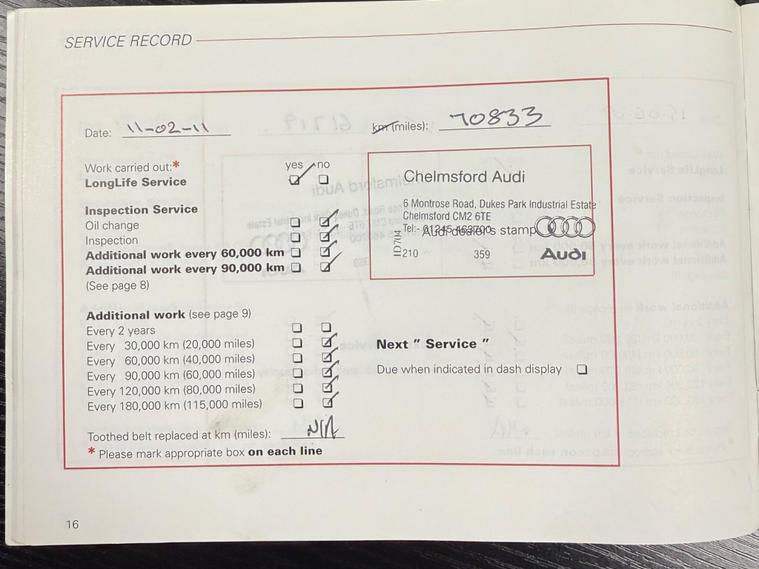 SERVICE RECORD
Date: 11-02-11
km (miles): 70833
Work carried out:*
yes no
LongLife Service
Inspection Service
Oil change
Inspection
Additional work every 60,000 km
Additional work every 90,000 km
(See page 8)
Chelmsford Audi
6 Montrose Road, Dukes Park Industrial Estate
Chelmsford CM2 6TE
Tel:- 01245 463700
Audi dealer's stamp
210 359 Audi
Additional work (see page 9)
Every 2 years
Every 30,000 km (20,000 miles)
Every 60,000 km (40,000 miles)
Every 90,000 km (60,000 miles)
Every 120,000 km (80,000 miles)
Every 180,000 km (115,000 miles)
Next " Service "
Due when indicated in dash display
Toothed belt replaced at km (miles): N/A
* Please mark appropriate box on each line
16